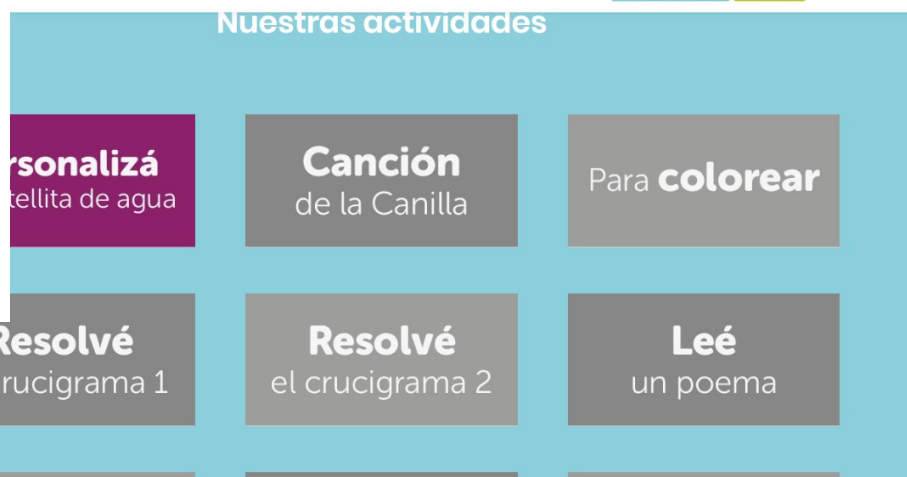 Nuestras actividades
rsonalizá
tellita de agua
Canción
de la Canilla
Para colorear
Resolvé
rucigrama 1
Resolvé
el crucigrama 2
Leé
un poema